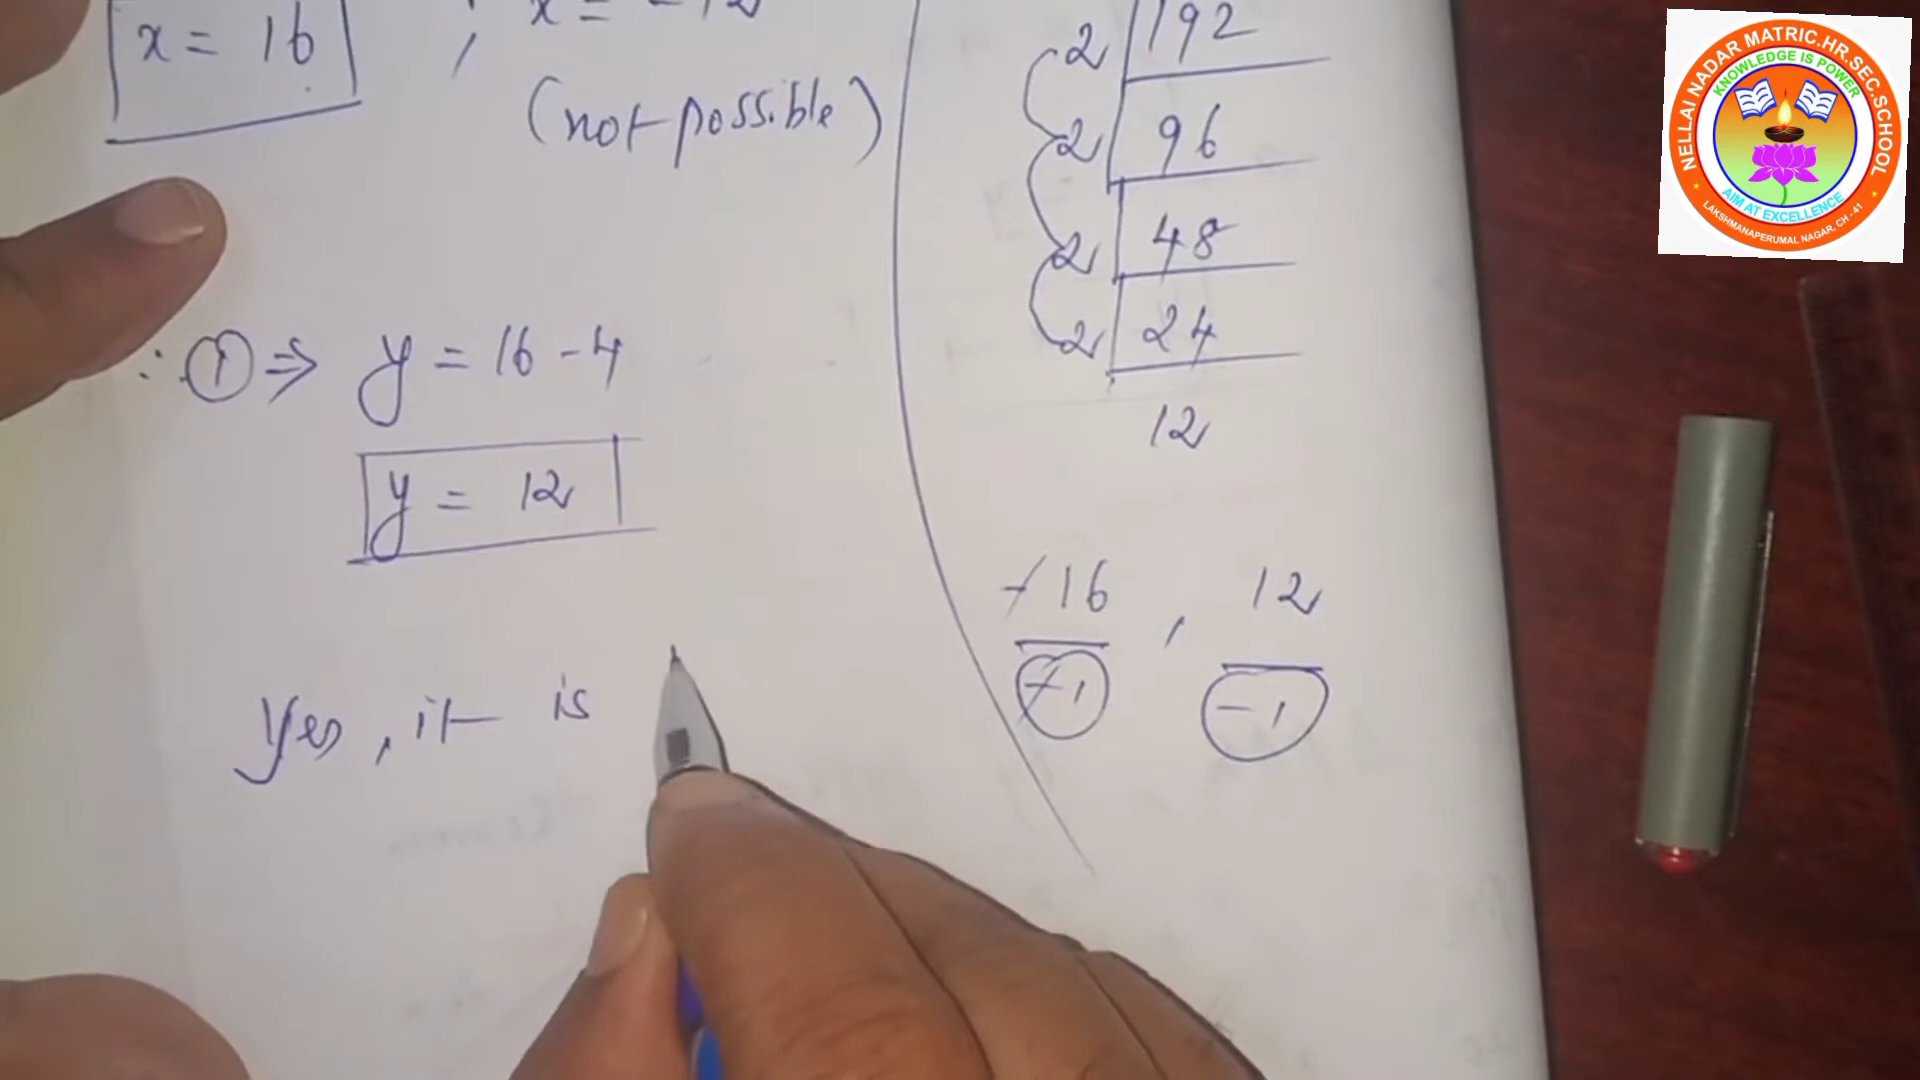 x = 16 , x = -12
(not possible)
∴ ① ⇒ y = 16 - 4
y = 12
Yes, it is
2 192
2 96
2 48
2 24
12
-16 , 12
-1 -1
NELLAI NADAR MATRIC.HR.SEC.SCHOOL
KNOWLEDGE IS POWER
AIM AT EXCELLENCE
LAKSHMANAPERUMAL NAGAR, CH - 41